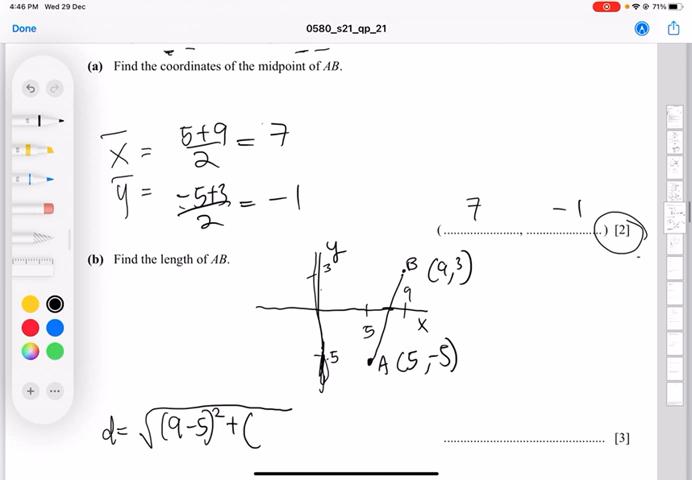 4:46 PM Wed 29 Dec
71%
Done
0580_s21_qp_21
(a) Find the coordinates of the midpoint of AB.
x̄ = (5+9)/2 = 7
ȳ = (-5+3)/2 = -1
7 -1
(...................... , ......................) [2]
(b) Find the length of AB.
y
3
B (9, 3)
9
5
x
-5
A (5, -5)
d = √(9-5)² + (
...................................................... [3]